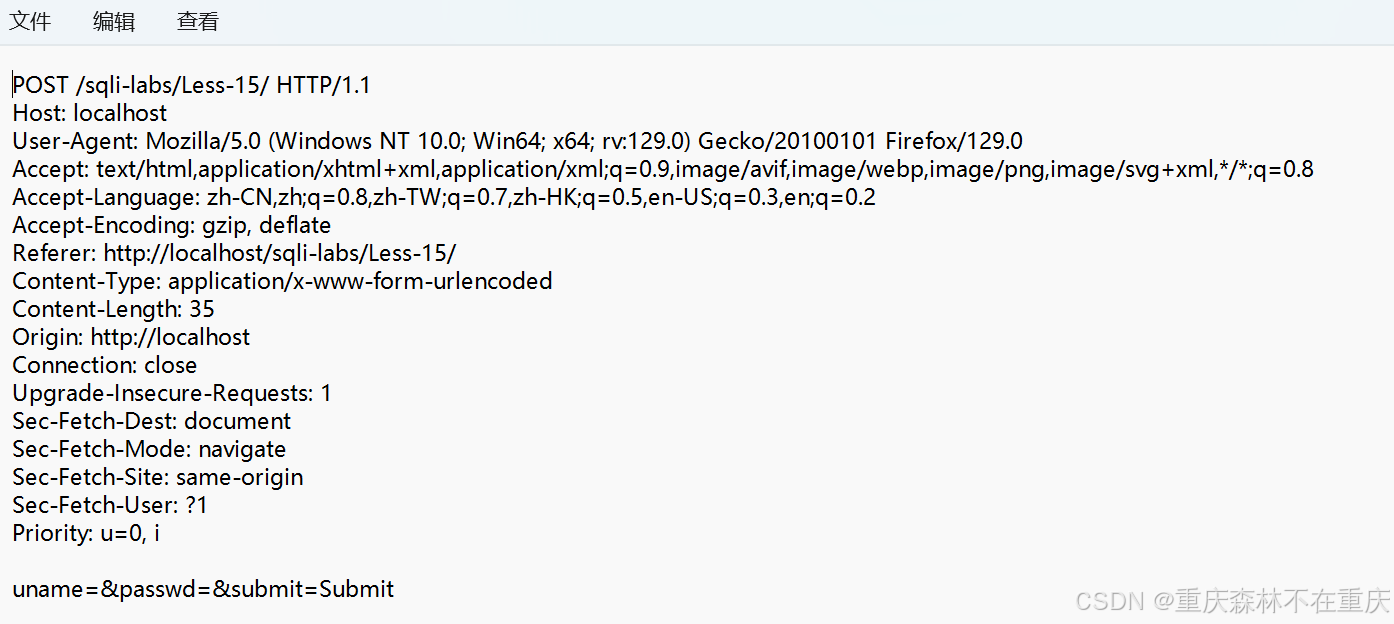 文件 编辑 查看
POST /sqli-labs/Less-15/ HTTP/1.1
Host: localhost
User-Agent: Mozilla/5.0 (Windows NT 10.0; Win64; x64; rv:129.0) Gecko/20100101 Firefox/129.0
Accept: text/html,application/xhtml+xml,application/xml;q=0.9,image/avif,image/webp,image/png,image/svg+xml,*/*;q=0.8
Accept-Language: zh-CN,zh;q=0.8,zh-TW;q=0.7,zh-HK;q=0.5,en-US;q=0.3,en;q=0.2
Accept-Encoding: gzip, deflate
Referer: http://localhost/sqli-labs/Less-15/
Content-Type: application/x-www-form-urlencoded
Content-Length: 35
Origin: http://localhost
Connection: close
Upgrade-Insecure-Requests: 1
Sec-Fetch-Dest: document
Sec-Fetch-Mode: navigate
Sec-Fetch-Site: same-origin
Sec-Fetch-User: ?1
Priority: u=0, i
uname=&passwd=&submit=Submit
CSDN @重庆森林不在重庆